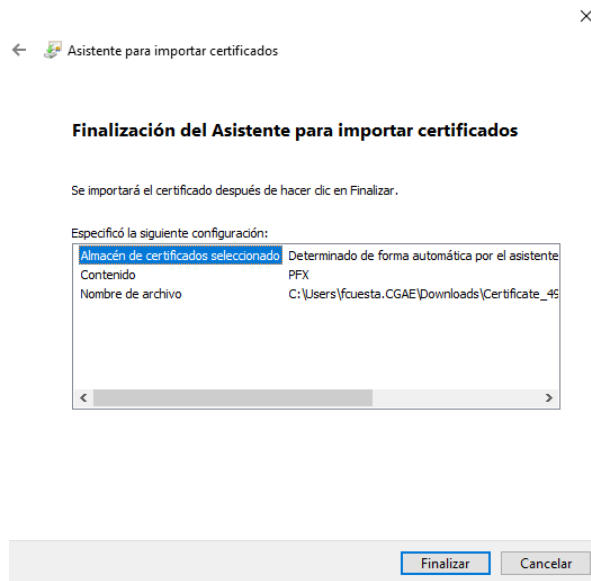 Asistente para importar certificados
Finalización del Asistente para importar certificados
Se importará el certificado después de hacer clic en Finalizar.
Especificó la siguiente configuración:
Almacén de certificados seleccionado Determinado de forma automática por el asistente
Contenido PFX
Nombre de archivo C:\Users\fcuesta.CGAE\Downloads\Certificate_49
Finalizar Cancelar